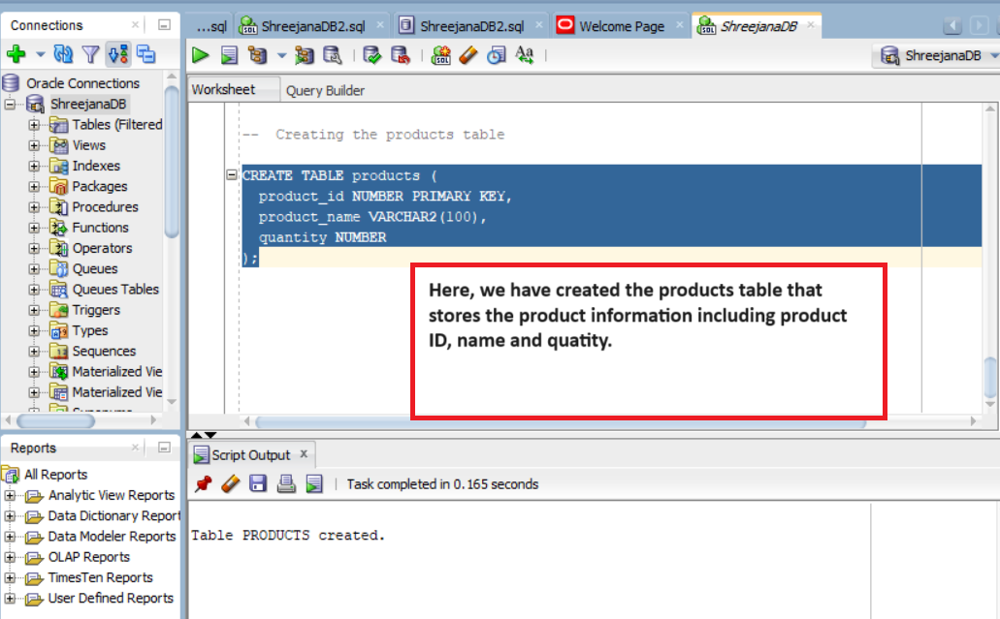 Connections
...sql
ShreejanaDB2.sql
ShreejanaDB2.sql
Welcome Page
ShreejanaDB
ShreejanaDB
Oracle Connections
ShreejanaDB
Tables (Filtered
Views
Indexes
Packages
Procedures
Functions
Operators
Queues
Queues Tables
Triggers
Types
Sequences
Materialized Vie
Materialized Vie
Worksheet
Query Builder
-- Creating the products table
CREATE TABLE products (
product_id NUMBER PRIMARY KEY,
product_name VARCHAR2(100),
quantity NUMBER
);
Here, we have created the products table that
stores the product information including product
ID, name and quatity.
Reports
All Reports
Analytic View Reports
Data Dictionary Report
Data Modeler Reports
OLAP Reports
TimesTen Reports
User Defined Reports
Script Output
Task completed in 0.165 seconds
Table PRODUCTS created.